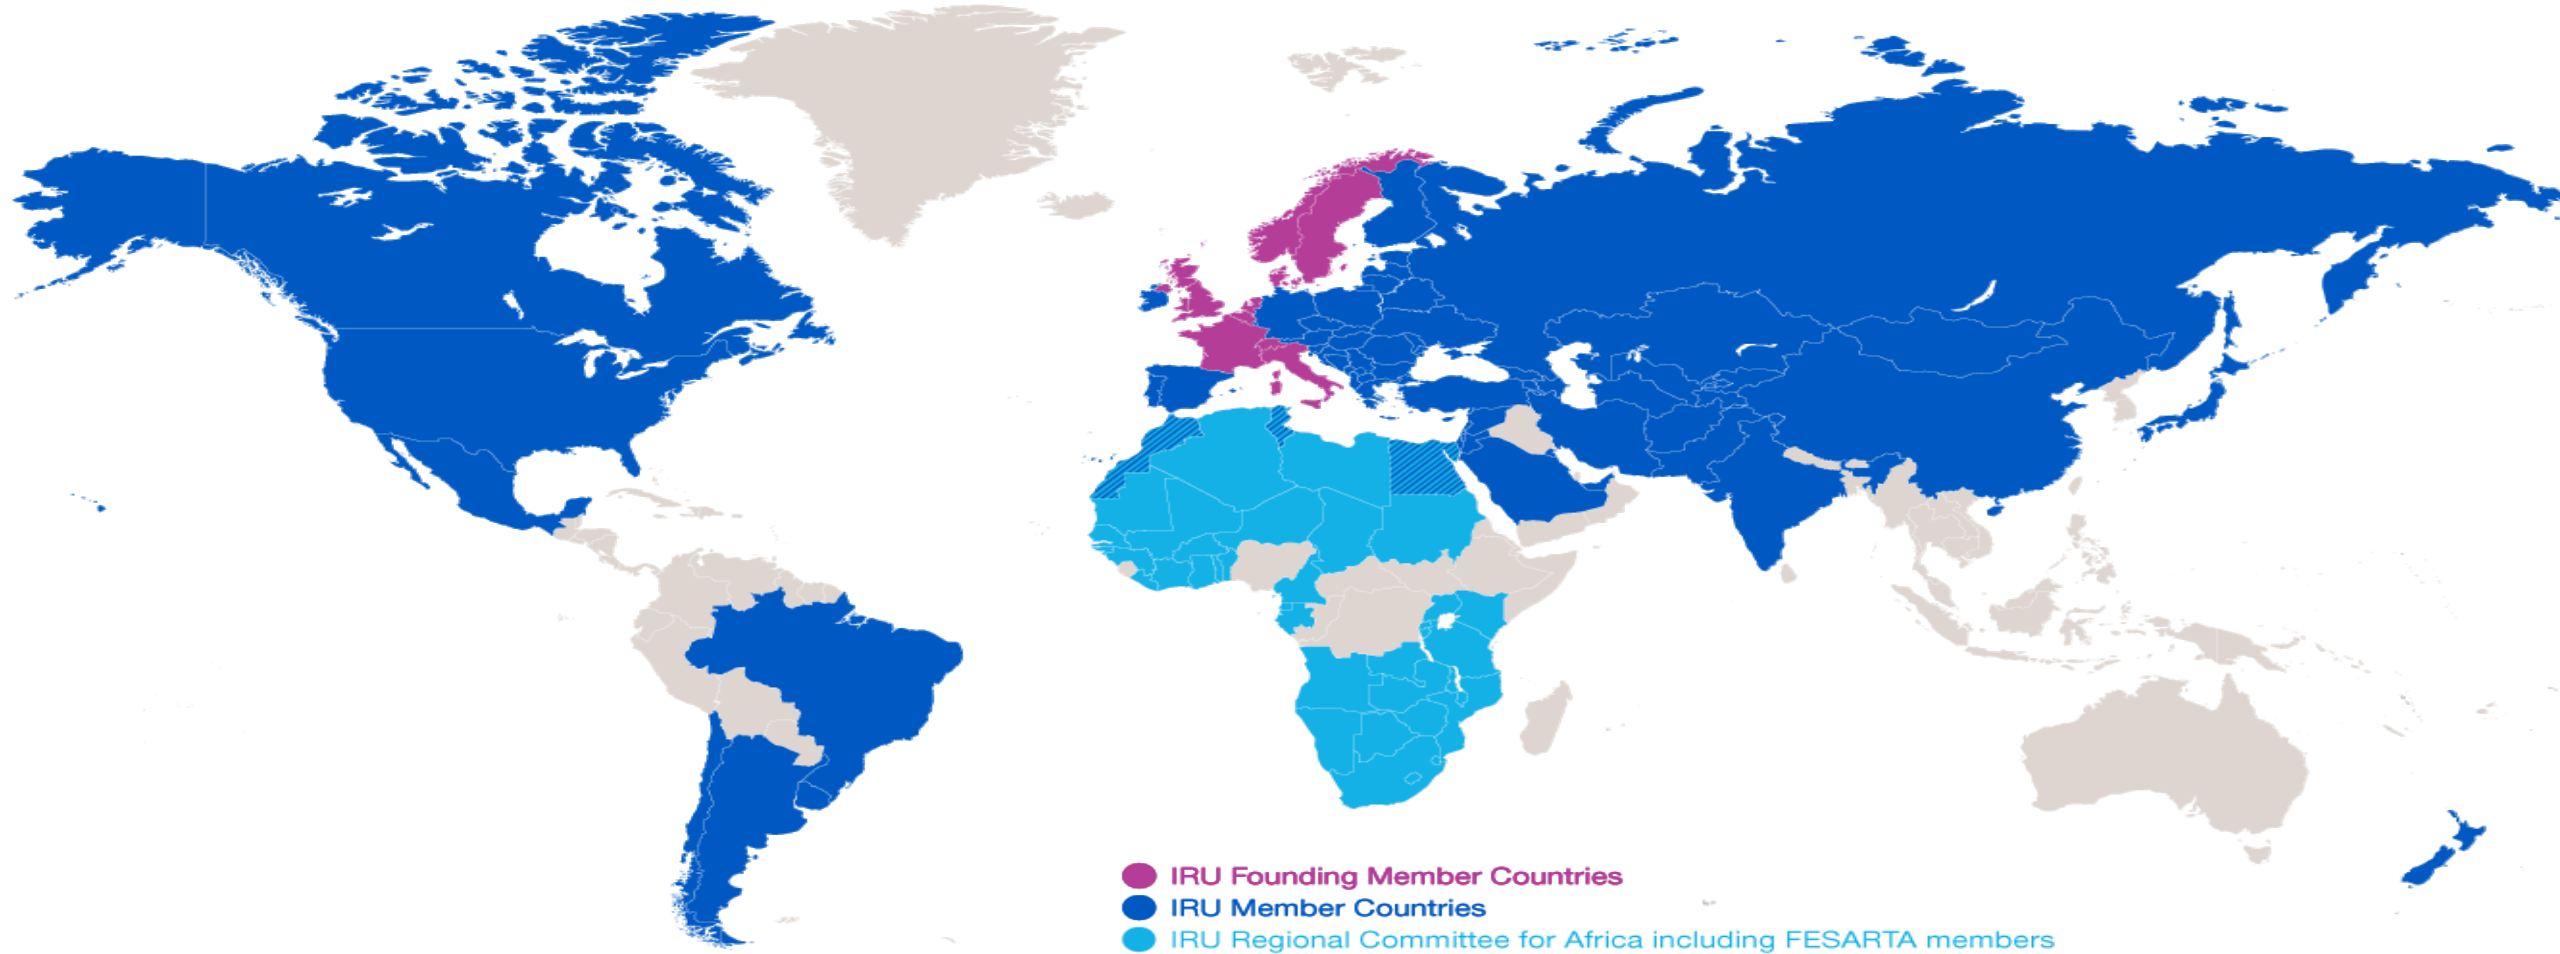 IRU Founding Member Countries
IRU Member Countries
IRU Regional Committee for Africa including FESARTA members